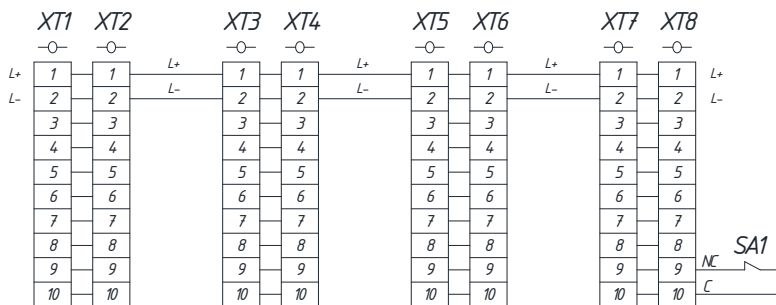 XT1 XT2 XT3 XT4 XT5 XT6 XT7 XT8
L+ 1 1 L+ 1 1 L+ 1 1 L+ 1 1 L+
L- 2 2 L- 2 2 L- 2 2 L- 2 2 L-
3 3 3 3 3 3 3 3
4 4 4 4 4 4 4 4
5 5 5 5 5 5 5 5
6 6 6 6 6 6 6 6
7 7 7 7 7 7 7 7
8 8 8 8 8 8 8 8 SA1
9 9 9 9 9 9 9 9 NC
10 10 10 10 10 10 10 10 C